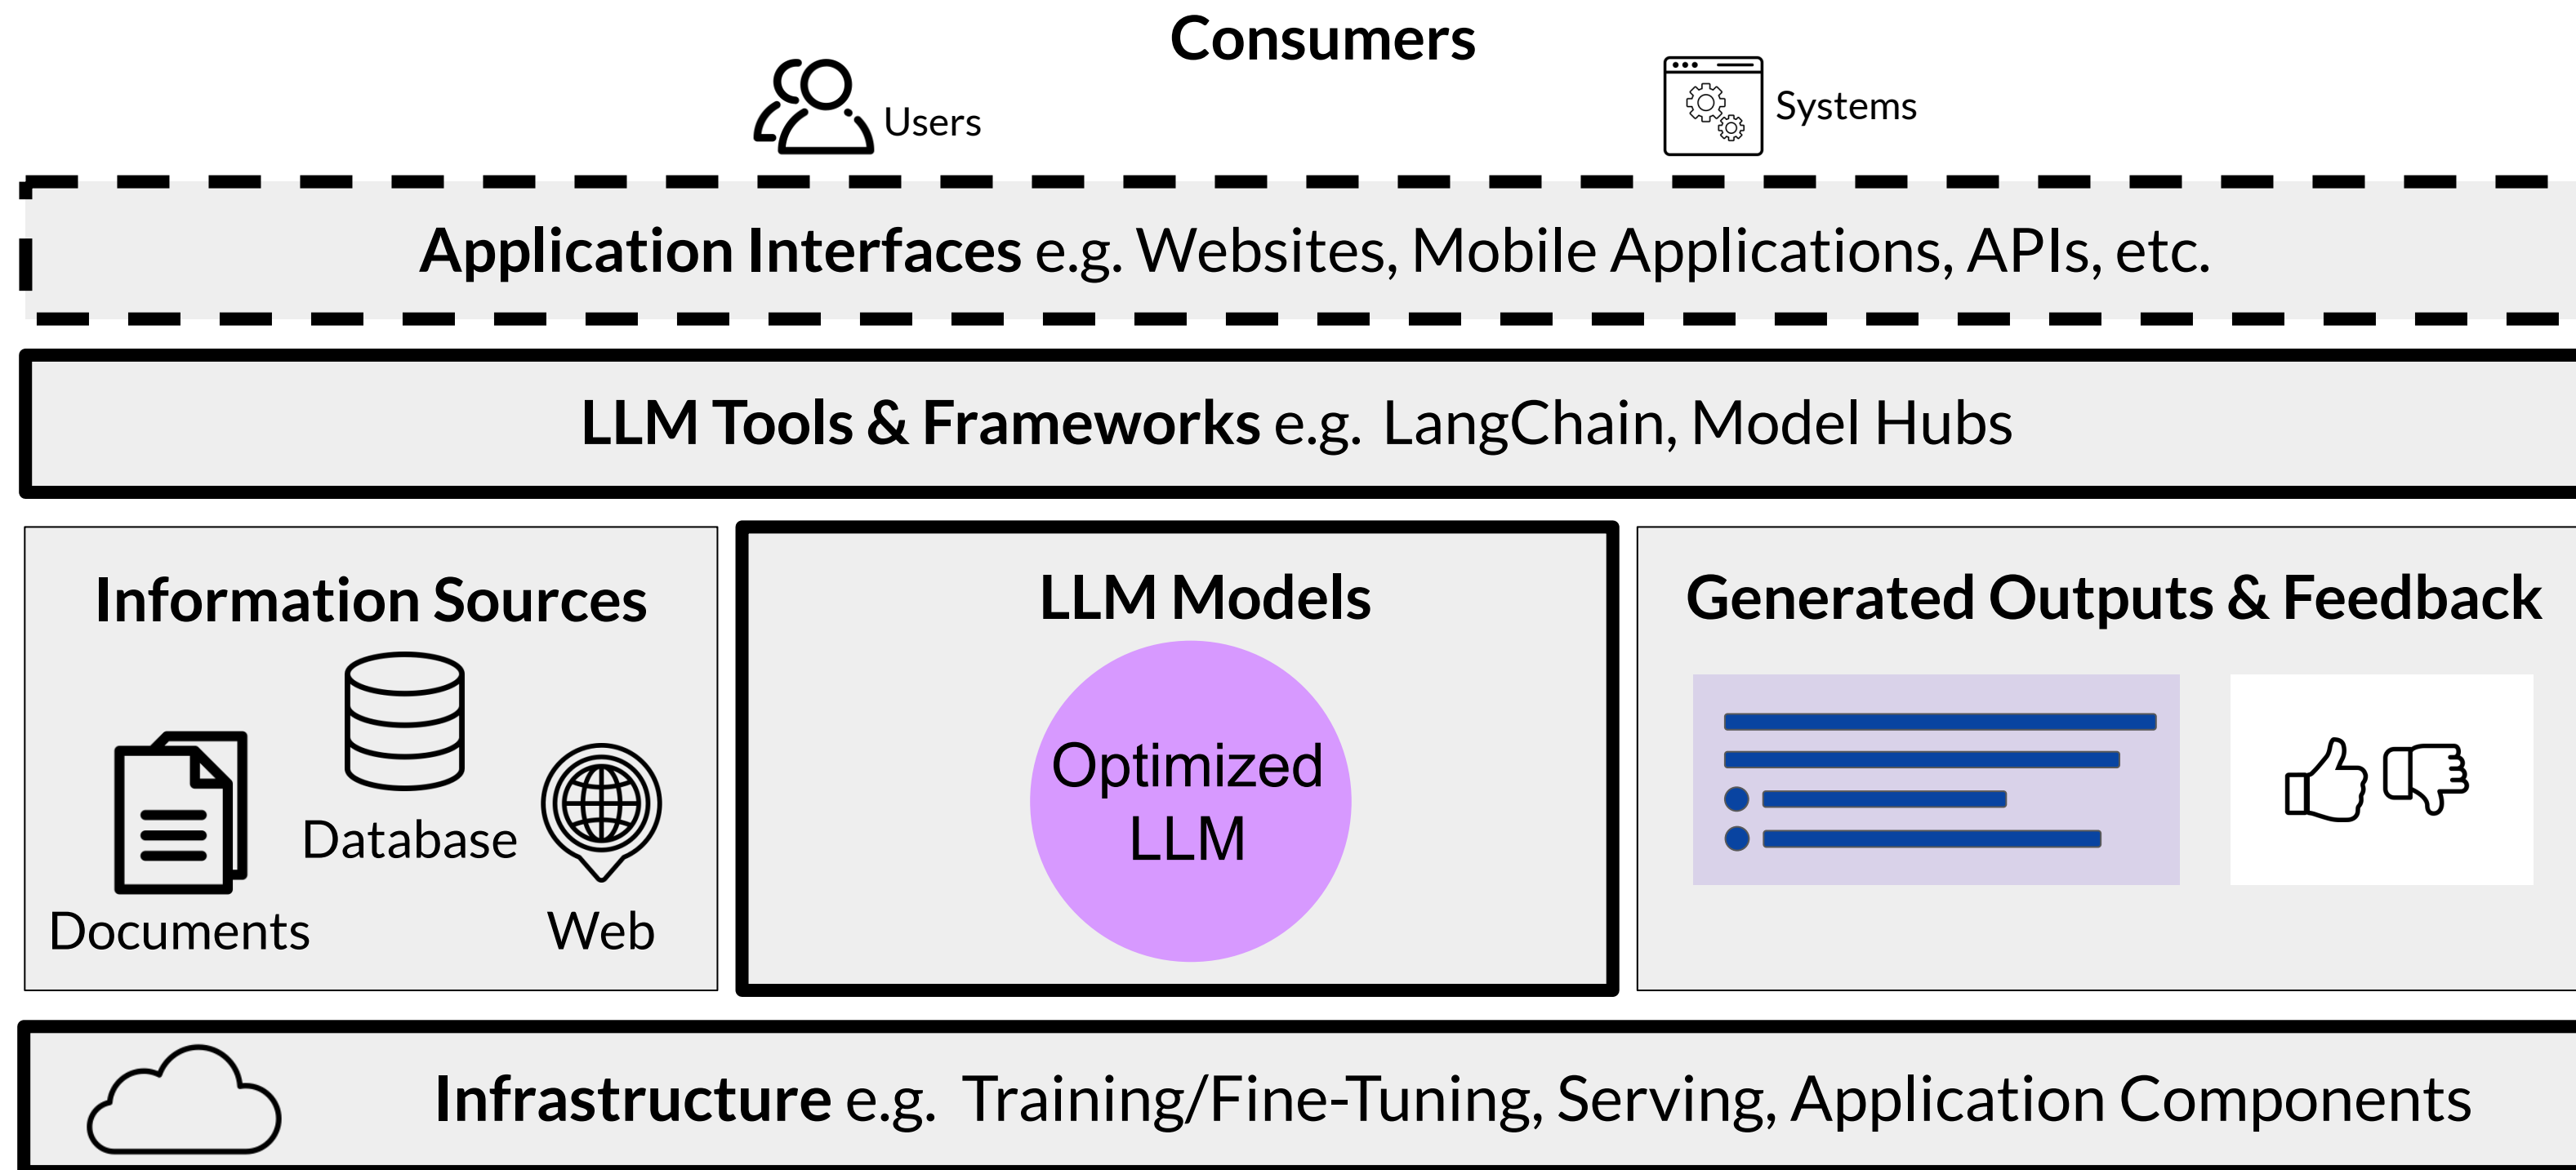 Consumers
Users
Systems
Application Interfaces e.g. Websites, Mobile Applications, APIs, etc.
LLM Tools & Frameworks e.g. LangChain, Model Hubs
Information Sources
Database
Documents
Web
LLM Models
Optimized
LLM
Generated Outputs & Feedback
Infrastructure e.g. Training/Fine-Tuning, Serving, Application Components